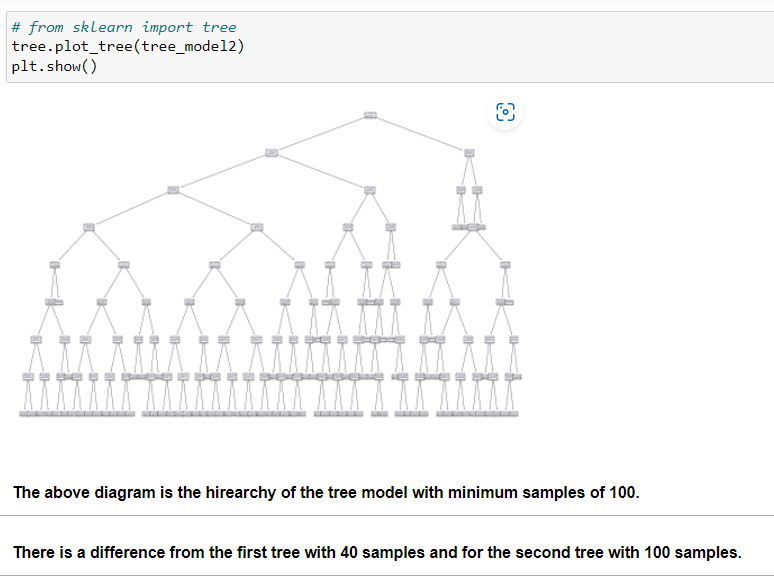 # from sklearn import tree
tree.plot_tree(tree_model2)
plt.show()
The above diagram is the hirearchy of the tree model with minimum samples of 100.
There is a difference from the first tree with 40 samples and for the second tree with 100 samples.